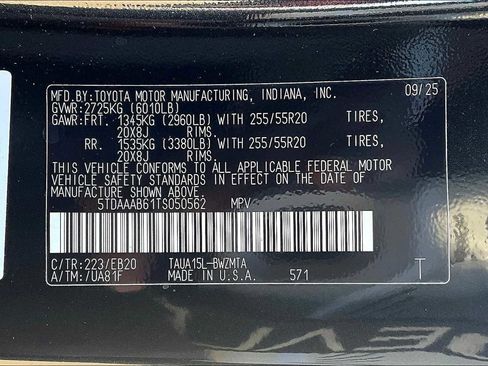 MFD.BY:TOYOTA MOTOR MANUFACTURING, INDIANA, INC. 09/25
GVWR:2725KG (6010LB)
GAWR:FRT. 1345KG (2960LB) WITH 255/55R20 TIRES,
20X8J RIMS.
RR. 1535KG (3380LB) WITH 255/55R20 TIRES,
20X8J RIMS.
THIS VEHICLE CONFORMS TO ALL APPLICABLE FEDERAL MOTOR
VEHICLE SAFETY STANDARDS IN EFFECT ON THE DATE OF
MANUFACTURE SHOWN ABOVE.
5TDAAAB61TS050562 MPV
C/TR:223/EB20 TAUA15L-BWZMTA
A/TM:/UA81F MADE IN U.S.A. 571 T